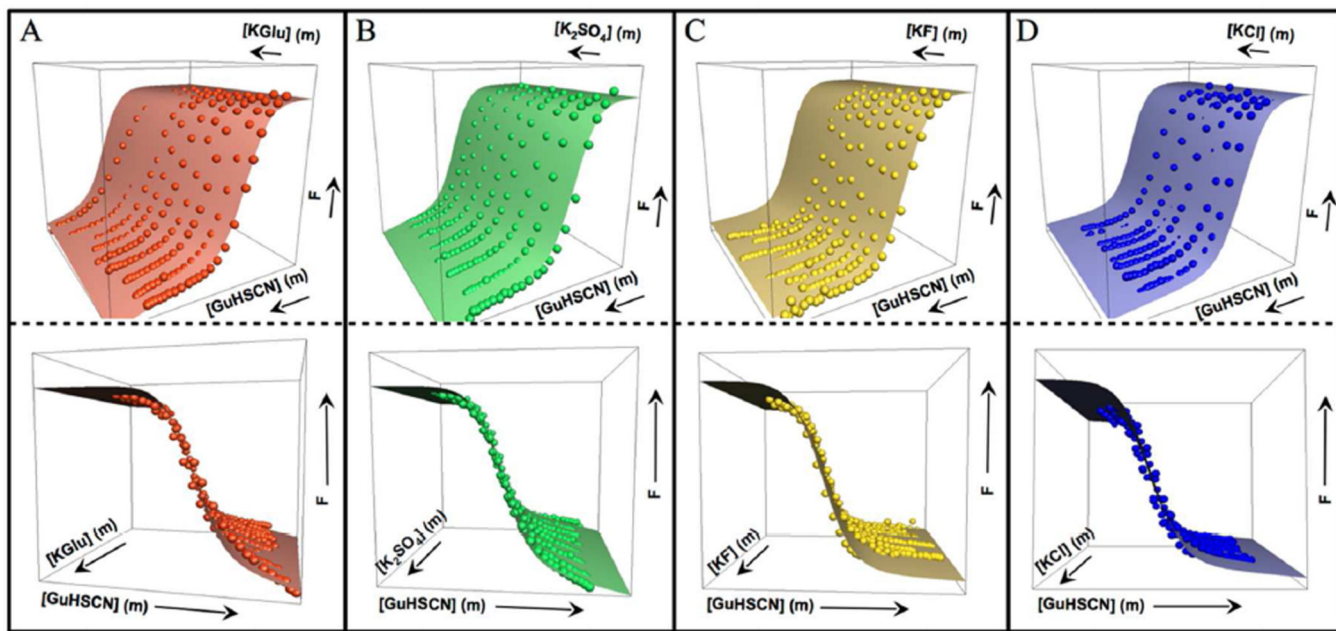 A
[KGlu] (m)
F
[GuHSCN] (m)
B
[K₂SO₄] (m)
F
[GuHSCN] (m)
C
[KF] (m)
F
[GuHSCN] (m)
D
[KCl] (m)
F
[GuHSCN] (m)
[KGlu] (m)
F
[GuHSCN] (m)
[K₂SO₄] (m)
F
[GuHSCN] (m)
[KF] (m)
F
[GuHSCN] (m)
[KCl] (m)
F
[GuHSCN] (m)